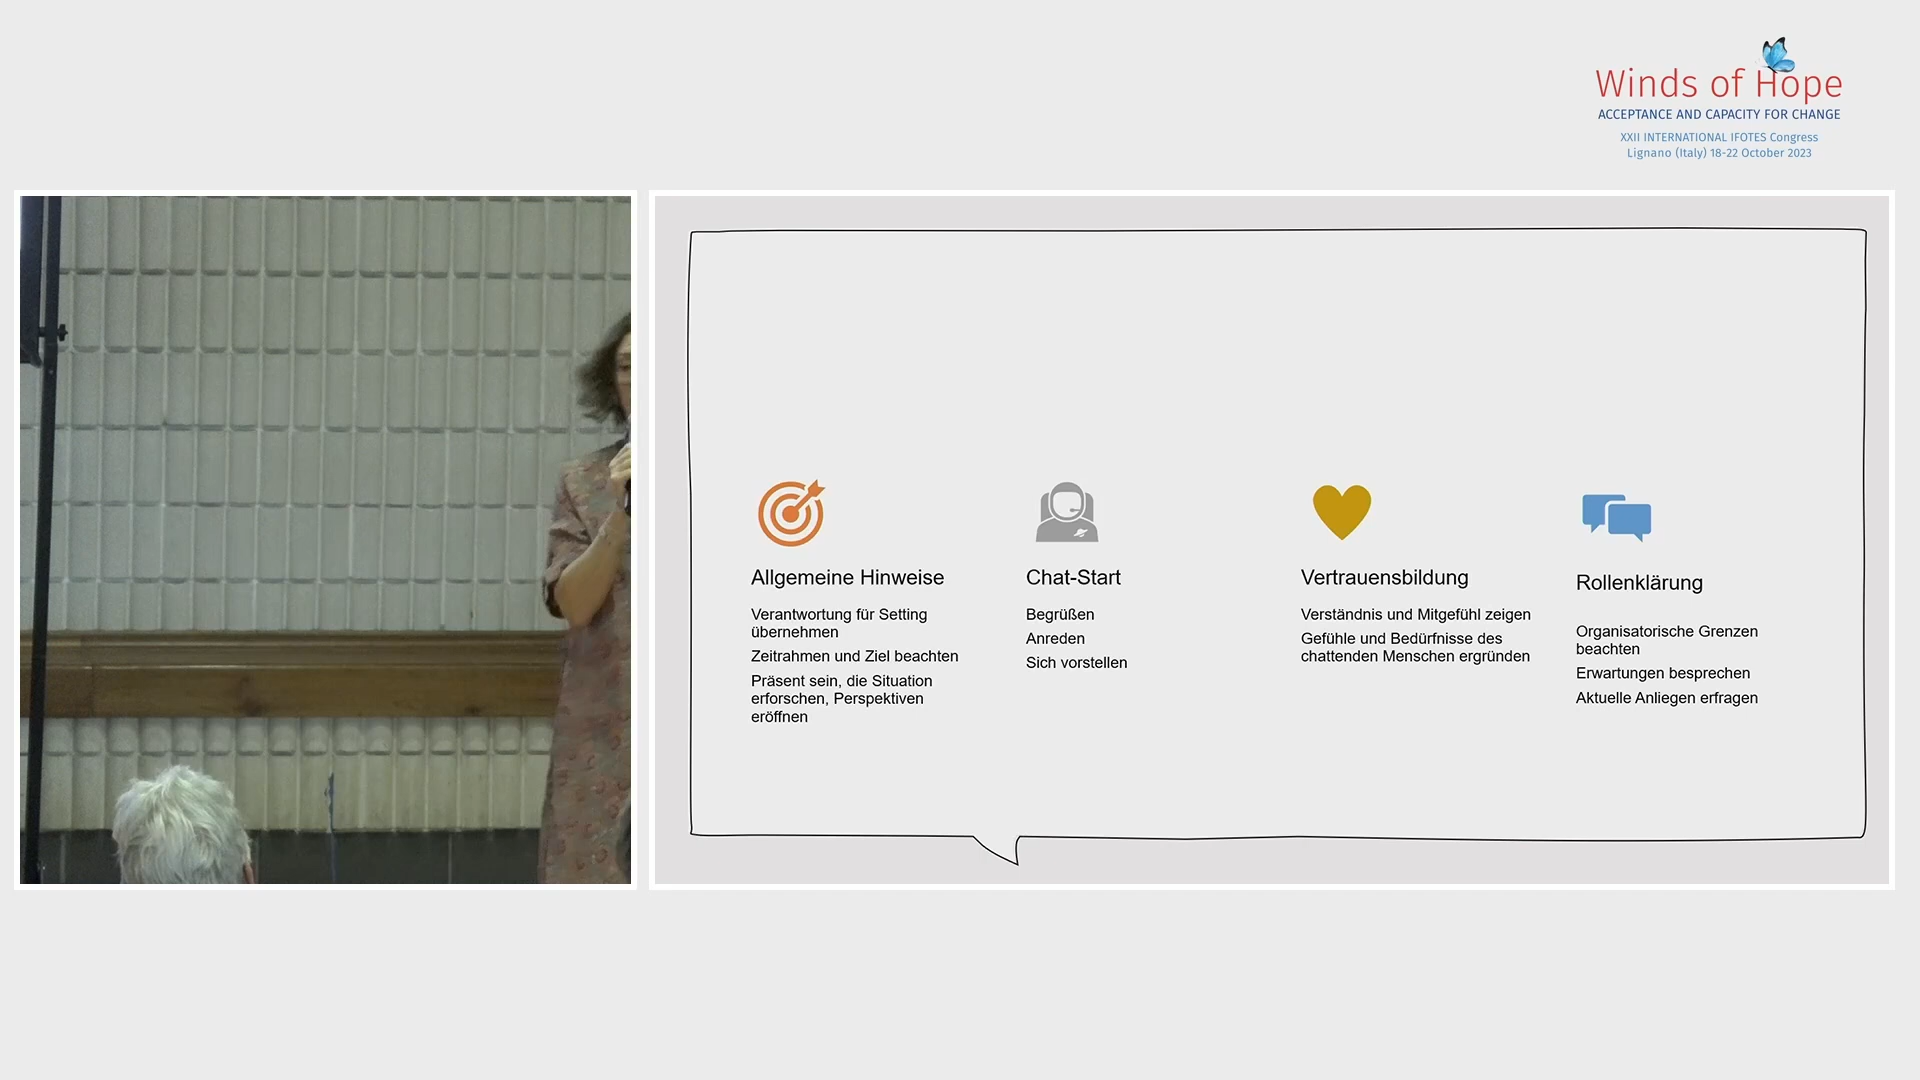 Winds of Hope
ACCEPTANCE AND CAPACITY FOR CHANGE
XXII INTERNATIONAL IFOTES Congress
Lignano (Italy) 18-22 October 2023
Allgemeine Hinweise
Verantwortung für Setting
übernehmen
Zeitrahmen und Ziel beachten
Präsent sein, die Situation
erforschen, Perspektiven
eröffnen
Chat-Start
Begrüßen
Anreden
Sich vorstellen
Vertrauensbildung
Verständnis und Mitgefühl zeigen
Gefühle und Bedürfnisse des
chattenden Menschen ergründen
Rollenklärung
Organisatorische Grenzen
beachten
Erwartungen besprechen
Aktuelle Anliegen erfragen